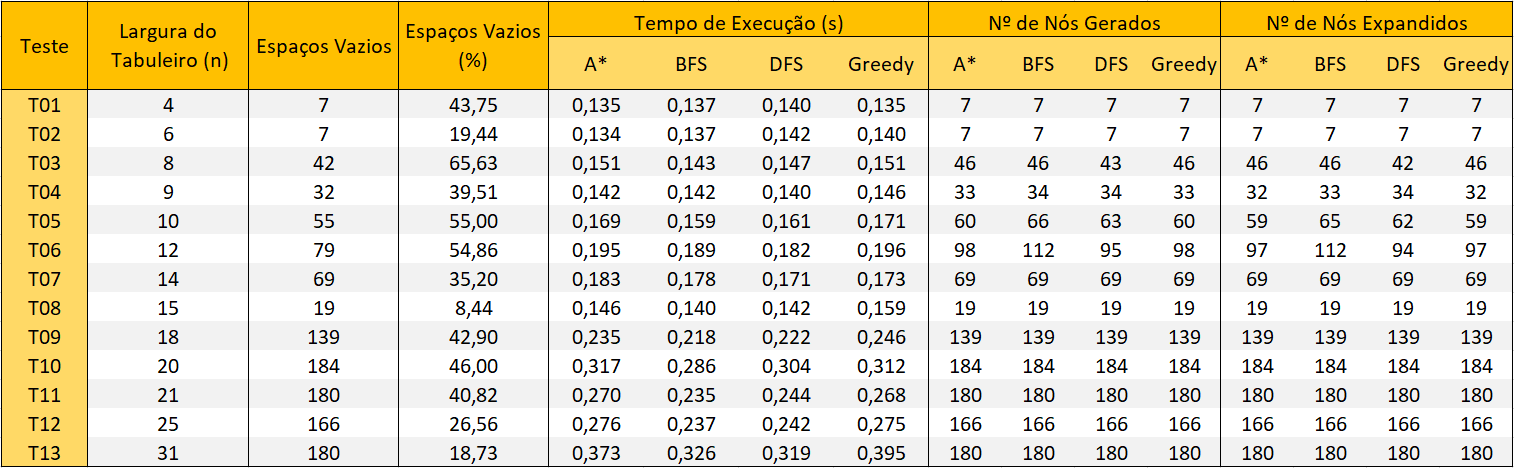 Teste Largura do Tabuleiro (n) Espaços Vazios Espaços Vazios (%) Tempo de Execução (s) Nº de Nós Gerados Nº de Nós Expandidos
A* BFS DFS Greedy A* BFS DFS Greedy A* BFS DFS Greedy
T01 4 7 43,75 0,135 0,137 0,140 0,135 7 7 7 7 7 7 7 7
T02 6 7 19,44 0,134 0,137 0,142 0,140 7 7 7 7 7 7 7 7
T03 8 42 65,63 0,151 0,143 0,147 0,151 46 46 43 46 46 46 42 46
T04 9 32 39,51 0,142 0,142 0,140 0,146 33 34 34 33 32 33 34 32
T05 10 55 55,00 0,169 0,159 0,161 0,171 60 66 63 60 59 65 62 59
T06 12 79 54,86 0,195 0,189 0,182 0,196 98 112 95 98 97 112 94 97
T07 14 69 35,20 0,183 0,178 0,171 0,173 69 69 69 69 69 69 69 69
T08 15 19 8,44 0,146 0,140 0,142 0,159 19 19 19 19 19 19 19 19
T09 18 139 42,90 0,235 0,218 0,222 0,246 139 139 139 139 139 139 139 139
T10 20 184 46,00 0,317 0,286 0,304 0,312 184 184 184 184 184 184 184 184
T11 21 180 40,82 0,270 0,235 0,244 0,268 180 180 180 180 180 180 180 180
T12 25 166 26,56 0,276 0,237 0,242 0,275 166 166 166 166 166 166 166 166
T13 31 180 18,73 0,373 0,326 0,319 0,395 180 180 180 180 180 180 180 180